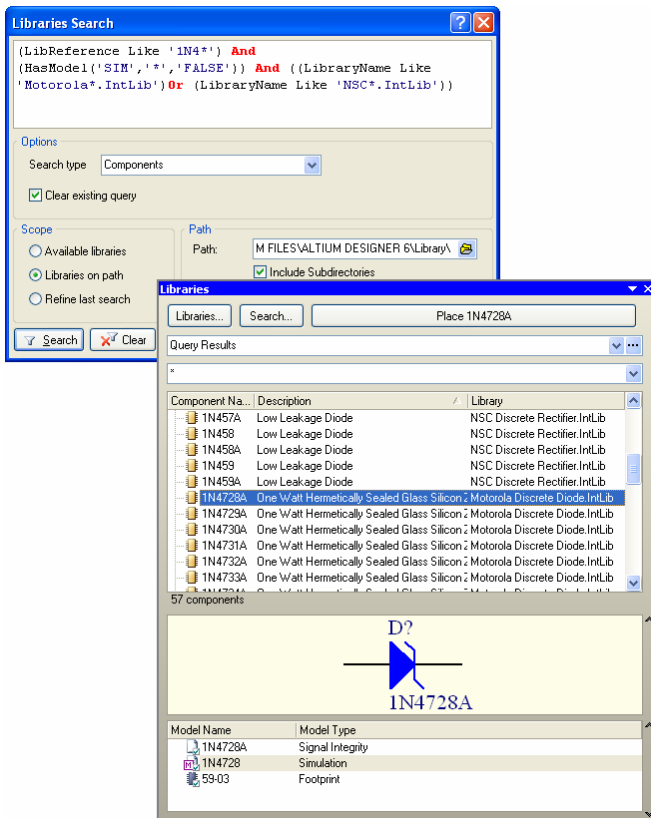 Libraries Search
(LibReference Like '1N4*') And
(HasModel('SIM','*','FALSE')) And ((LibraryName Like
'Motorola*.IntLib')Or (LibraryName Like 'NSC*.IntLib'))
Options
Search type Components
Clear existing query
Scope
Available libraries
Libraries on path
Refine last search
Path
Path: M FILES\ALTIUM DESIGNER 6\Library\
Include Subdirectories
Search Clear
Libraries
Libraries... Search... Place 1N4728A
Query Results
*
Component Na... Description Library
1N457A Low Leakage Diode NSC Discrete Rectifier.IntLib
1N458 Low Leakage Diode NSC Discrete Rectifier.IntLib
1N458A Low Leakage Diode NSC Discrete Rectifier.IntLib
1N459 Low Leakage Diode NSC Discrete Rectifier.IntLib
1N459A Low Leakage Diode NSC Discrete Rectifier.IntLib
1N4728A One Watt Hermetically Sealed Glass Silicon Motorola Discrete Diode.IntLib
1N4729A One Watt Hermetically Sealed Glass Silicon Motorola Discrete Diode.IntLib
1N4730A One Watt Hermetically Sealed Glass Silicon Motorola Discrete Diode.IntLib
1N4731A One Watt Hermetically Sealed Glass Silicon Motorola Discrete Diode.IntLib
1N4732A One Watt Hermetically Sealed Glass Silicon Motorola Discrete Diode.IntLib
1N4733A One Watt Hermetically Sealed Glass Silicon Motorola Discrete Diode.IntLib
57 components
D?
1N4728A
Model Name Model Type
1N4728A Signal Integrity
1N4728 Simulation
59-03 Footprint